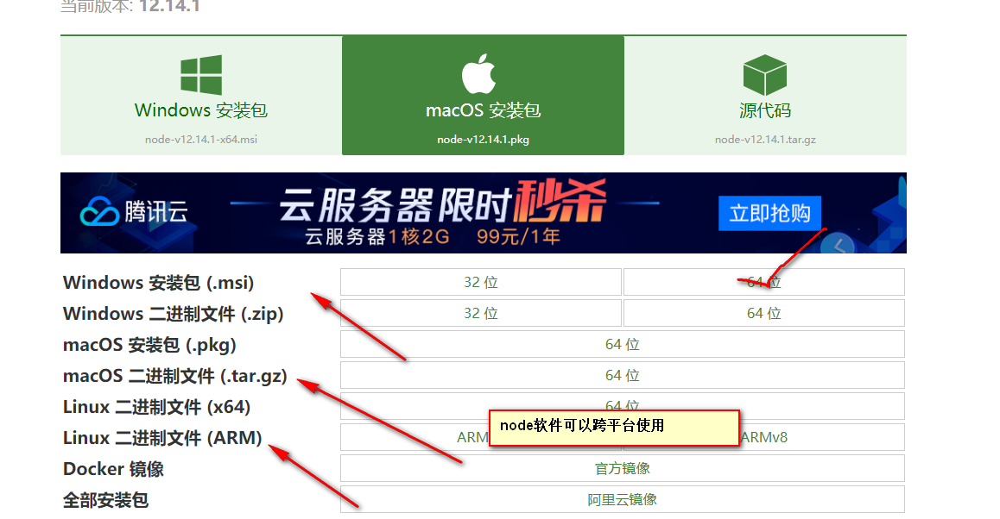 当前版本: 12.14.1
Windows 安装包
macOS 安装包
源代码
node-v12.14.1-x64.msi
node-v12.14.1.pkg
node-v12.14.1.tar.gz
腾讯云
云服务器限时秒杀
云服务器1核2G 99元/1年
立即抢购
Windows 安装包 (.msi) 32 位 64 位
Windows 二进制文件 (.zip) 32 位 64 位
macOS 安装包 (.pkg) 64 位
macOS 二进制文件 (.tar.gz) 64 位
Linux 二进制文件 (x64) 64 位
node软件可以跨平台使用
Linux 二进制文件 (ARM) ARMv8
Docker 镜像 官方镜像
全部安装包 阿里云镜像